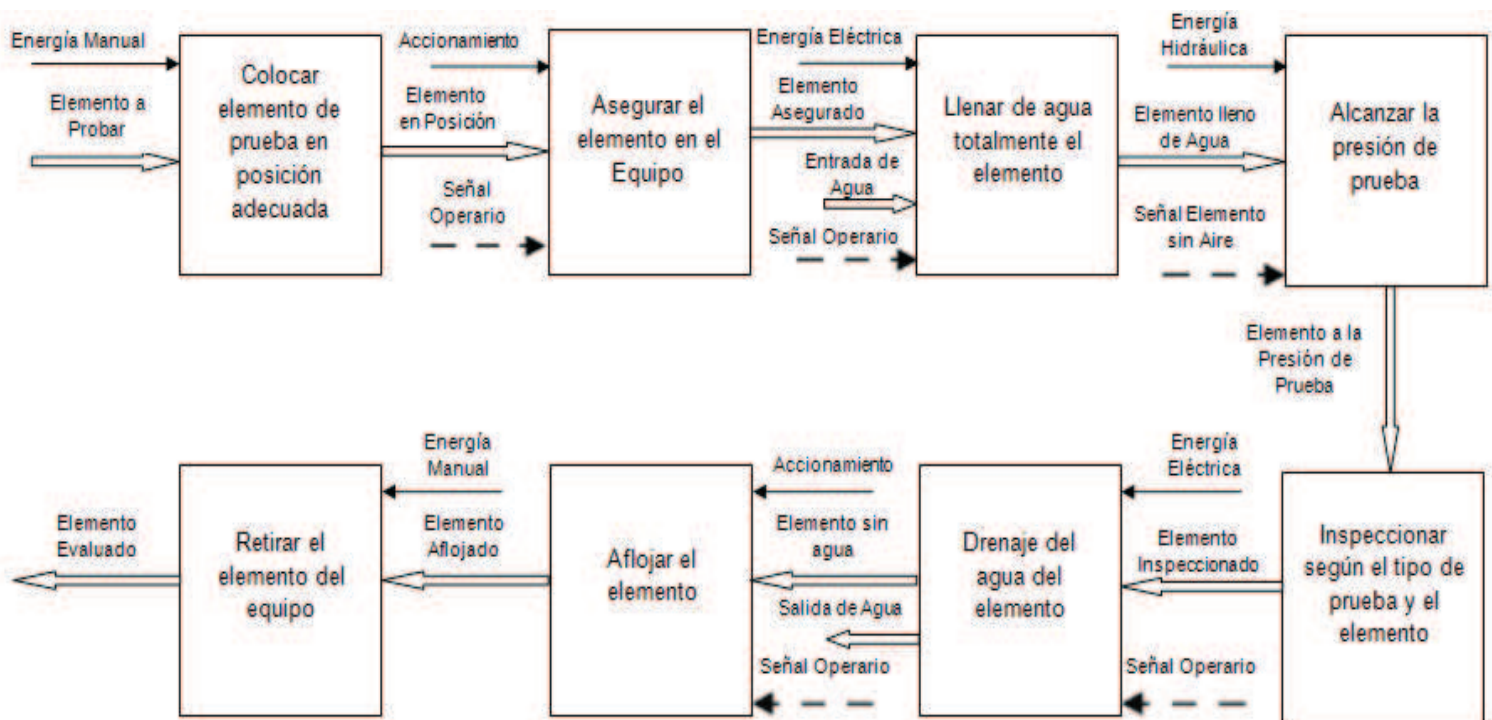 Energía Manual
Elemento a
Probar
Colocar
elemento de
prueba en
posición
adecuada
Accionamiento
Elemento
en Posición
Señal
Operario
Asegurar el
elemento en el
Equipo
Energía Eléctrica
Elemento
Asegurado
Entrada de
Agua
Señal Operario
Llenar de agua
totalmente el
elemento
Energía
Hidráulica
Elemento lleno
de Agua
Señal Elemento
sin Aire
Alcanzar la
presión de
prueba
Elemento a la
Presión de
Prueba
Inspeccionar
según el tipo de
prueba y el
elemento
Energía
Eléctrica
Elemento
Inspeccionado
Señal Operario
Drenaje del
agua del
elemento
Accionamiento
Elemento sin
agua
Salida de Agua
Señal Operario
Aflojar el
elemento
Energía
Manual
Elemento
Aflojado
Retirar el
elemento del
equipo
Elemento
Evaluado